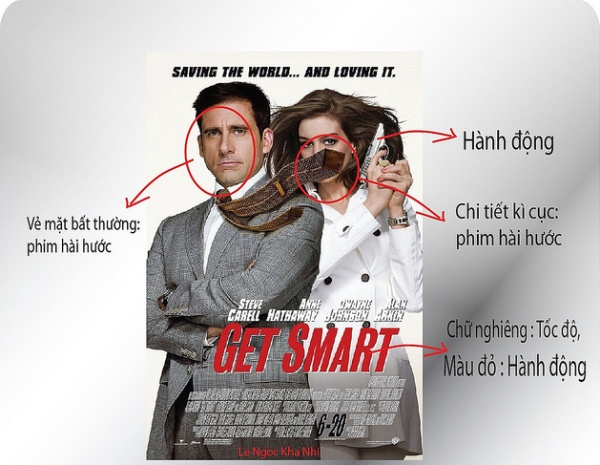 SAVING THE WORLD... AND LOVING IT.
Hành động
Vẻ mặt bất thường:
phim hài hước
Chi tiết kì cục:
phim hài hước
STEVE ANNE DWAYNE ALAN
CARELL HATHAWAY JOHNSON ARKIN
GET SMART
Chữ nghiêng : Tốc độ,
Màu đỏ : Hành động
6-20
Lê Ngọc Kha Nhi